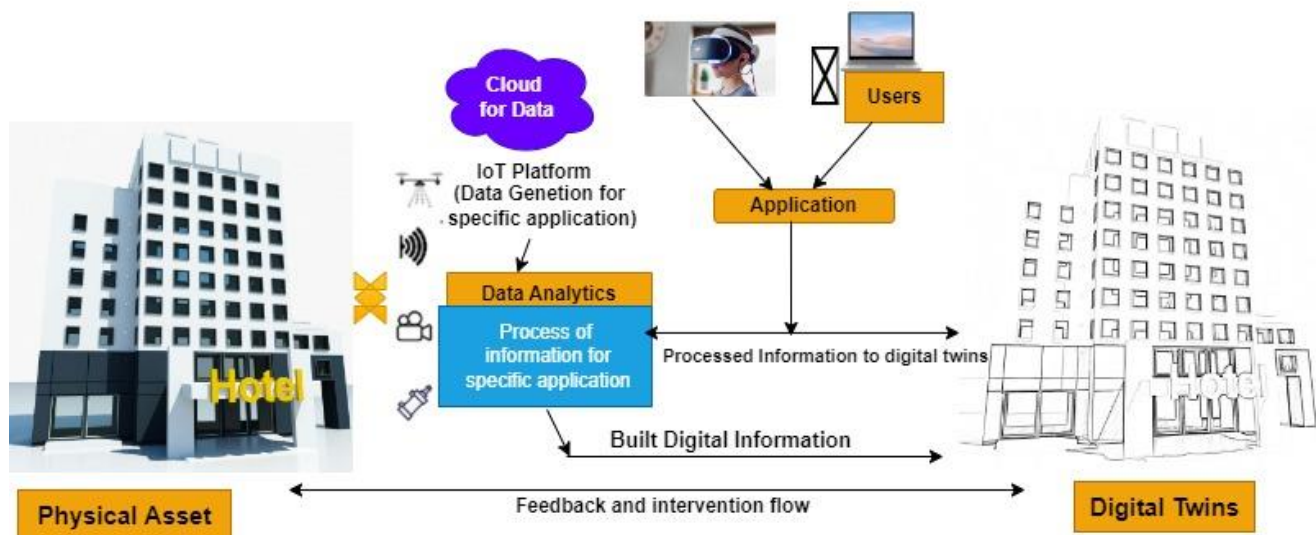 Cloud
for Data
IoT Platform
(Data Genetion for
specific application)
Users
Application
Data Analytics
Process of
information for
specific application
Processed Information to digital twins
Built Digital Information
Hotel
Hotel
Feedback and intervention flow
Physical Asset
Digital Twins